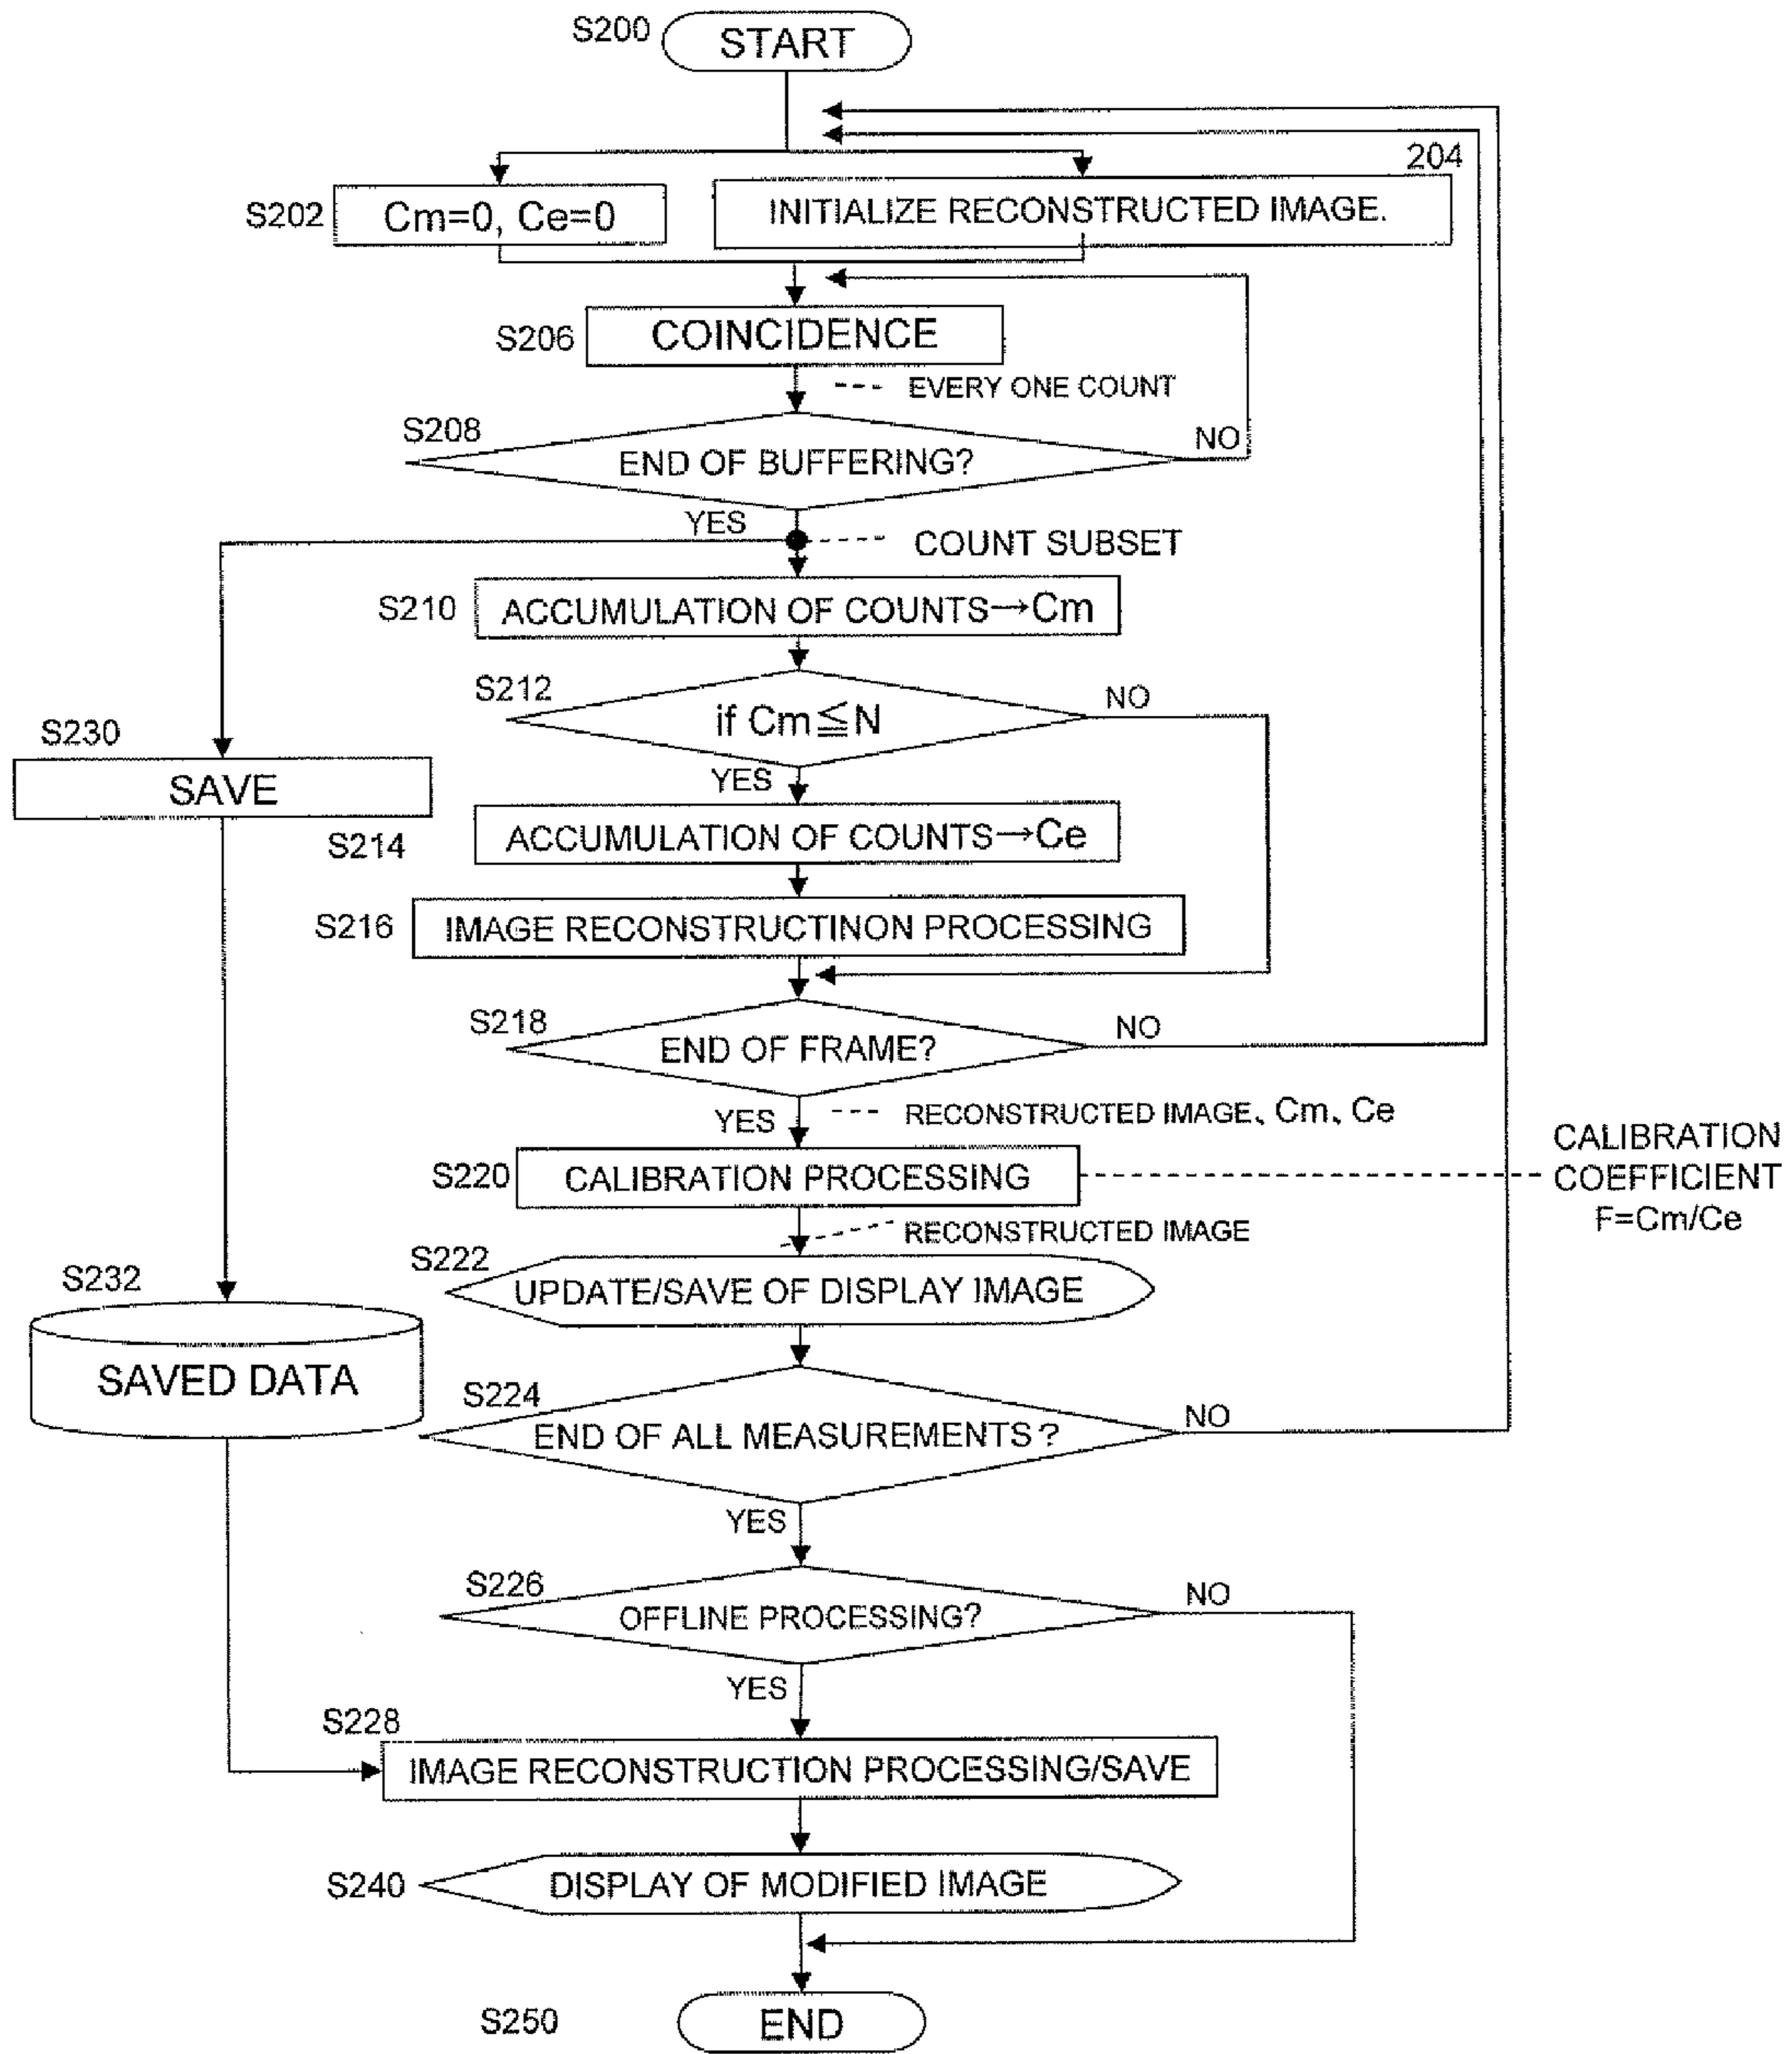 S200
START
204
S202
Cm=0, Ce=0
INITIALIZE RECONSTRUCTED IMAGE.
S206
COINCIDENCE
EVERY ONE COUNT
S208
END OF BUFFERING?
NO
YES
COUNT SUBSET
S210
ACCUMULATION OF COUNTS→Cm
S212
if Cm≦N
NO
YES
S230
SAVE
S214
ACCUMULATION OF COUNTS→Ce
S216
IMAGE RECONSTRUCTINON PROCESSING
S218
END OF FRAME?
NO
YES
RECONSTRUCTED IMAGE、Cm、Ce
S220
CALIBRATION PROCESSING
CALIBRATION
COEFFICIENT
F=Cm/Ce
RECONSTRUCTED IMAGE
S222
UPDATE/SAVE OF DISPLAY IMAGE
S232
SAVED DATA
S224
END OF ALL MEASUREMENTS?
NO
YES
S226
OFFLINE PROCESSING?
NO
YES
S228
IMAGE RECONSTRUCTION PROCESSING/SAVE
S240
DISPLAY OF MODIFIED IMAGE
S250
END